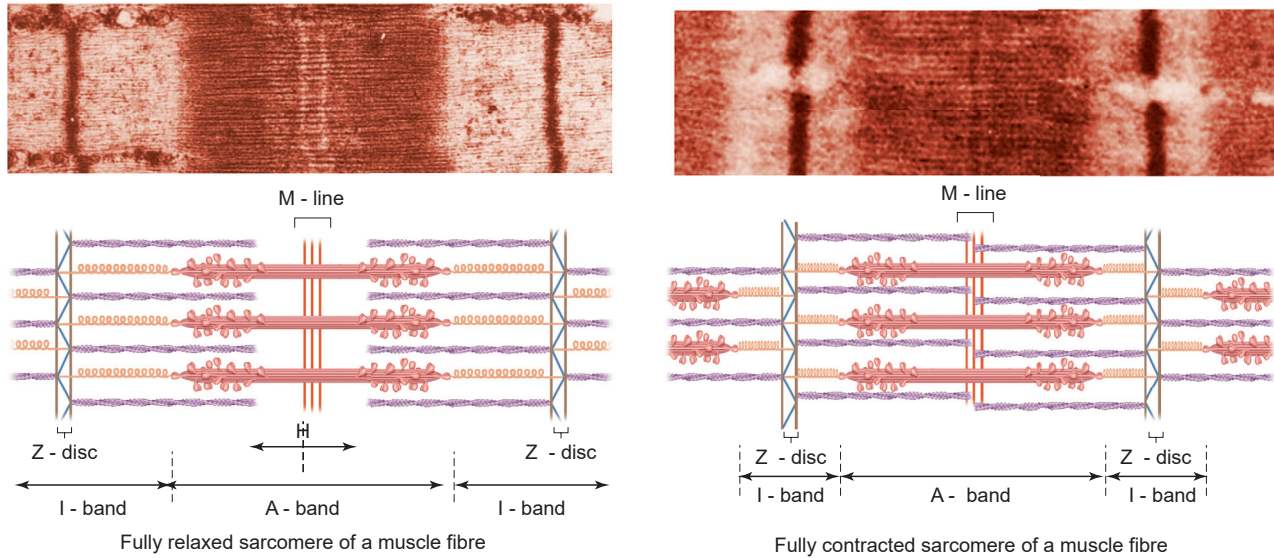 M - line
H
Z - disc
Z - disc
I - band
A - band
I - band
Fully relaxed sarcomere of a muscle fibre
M - line
Z - disc
Z - disc
I - band
A - band
I - band
Fully contracted sarcomere of a muscle fibre